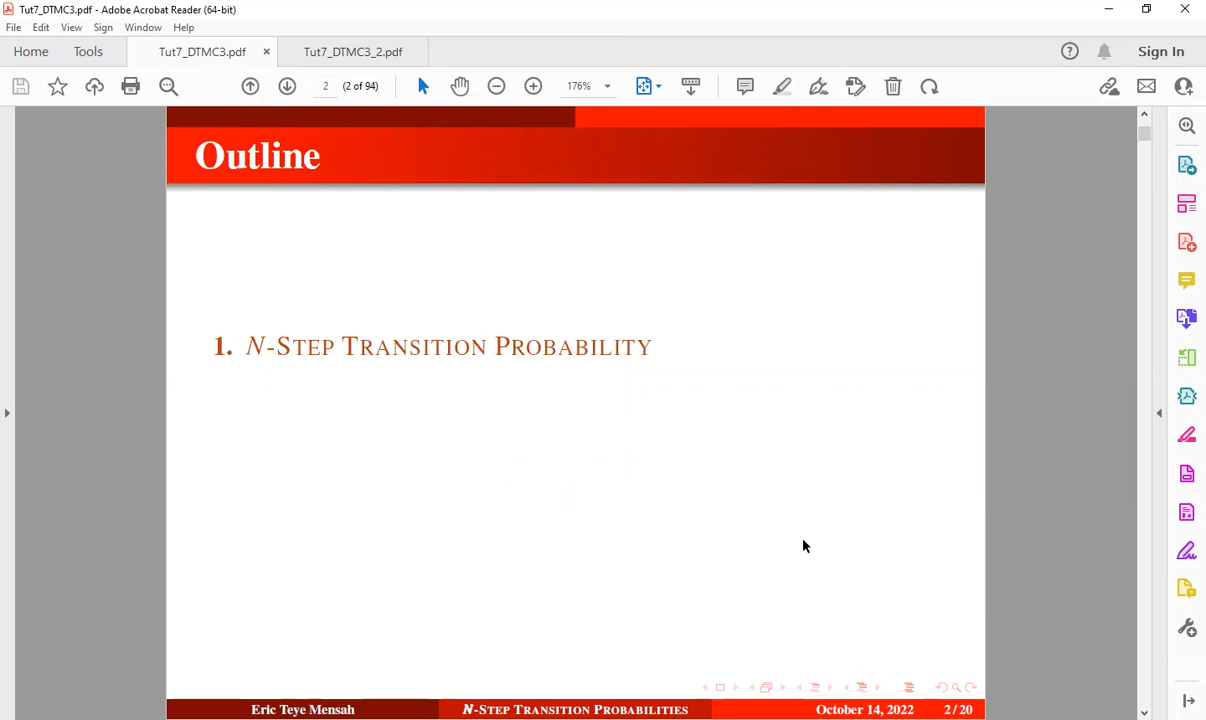 Tut7_DTMC3.pdf - Adobe Acrobat Reader (64-bit)
File Edit View Sign Window Help
Home Tools Tut7_DTMC3.pdf × Tut7_DTMC3_2.pdf Sign In
2 (2 of 94) 176%
Outline
1. N-STEP TRANSITION PROBABILITY
Eric Teye Mensah N-STEP TRANSITION PROBABILITIES October 14, 2022 2 / 20